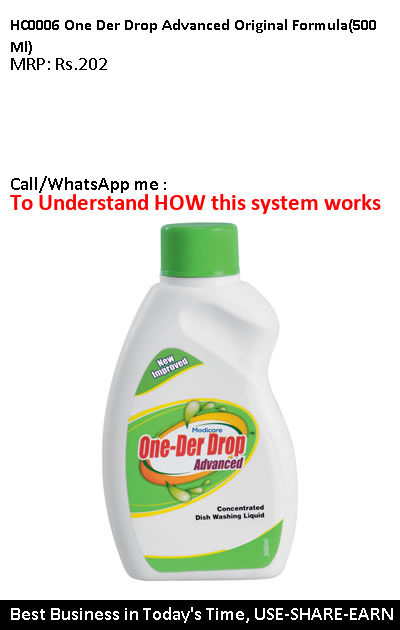 HC0006 One Der Drop Advanced Original Formula(500
Ml)
MRP: Rs.202
Call/WhatsApp me :
To Understand HOW this system works
New
Improved
Modicare
One-Der Drop
Advanced
Concentrated
Dish Washing Liquid
500ml
Best Business in Today's Time, USE-SHARE-EARN